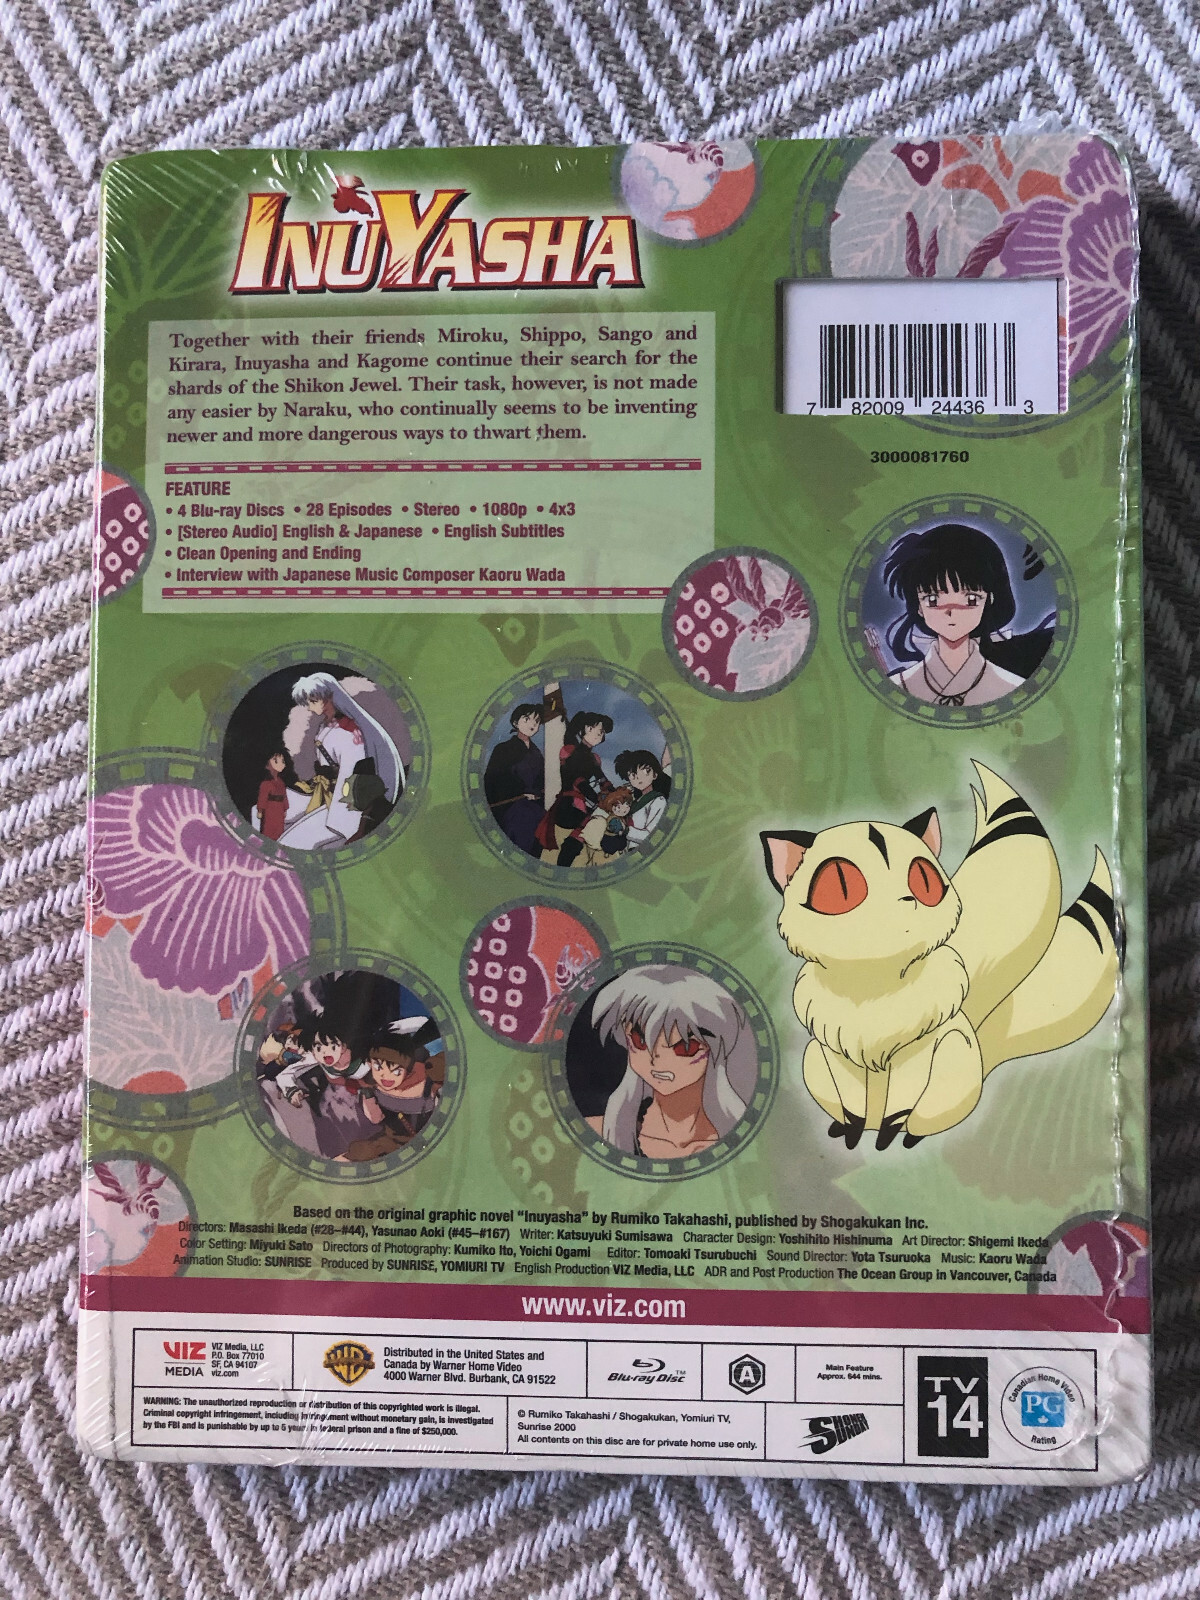 INUYASHA
Together with their friends Miroku, Shippo, Sango and
Kirara, Inuyasha and Kagome continue their search for the
shards of the Shikon Jewel. Their task, however, is not made
any easier by Naraku, who continually seems to be inventing
newer and more dangerous ways to thwart them.
7 82009 24436 3
3000081760
FEATURE
• 4 Blu-ray Discs • 28 Episodes • Stereo • 1080p • 4x3
• [Stereo Audio] English & Japanese • English Subtitles
• Clean Opening and Ending
• Interview with Japanese Music Composer Kaoru Wada
Based on the original graphic novel "Inuyasha" by Rumiko Takahashi, published by Shogakukan Inc.
Directors: Masashi Ikeda (#28–#44), Yasunao Aoki (#45–#167) Writer: Katsuyuki Sumisawa Character Design: Yoshihito Hishinuma Art Director: Shigemi Ikeda
Color Setting: Miyuki Sato Directors of Photography: Kumiko Ito, Yoichi Ogami Editor: Tomoaki Tsurubuchi Sound Director: Yota Tsuruoka Music: Kaoru Wada
Animation Studio: SUNRISE Produced by SUNRISE, YOMIURI TV English Production VIZ Media, LLC ADR and Post Production The Ocean Group in Vancouver, Canada
www.viz.com
VIZ
MEDIA
VIZ Media, LLC
P.O. Box 77010
SF, CA 94107
viz.com
WB
Distributed in the United States and
Canada by Warner Home Video
4000 Warner Blvd. Burbank, CA 91522
Blu-ray Disc™
A
Main Feature
Approx. 644 mins.
WARNING: The unauthorized reproduction or distribution of this copyrighted work is illegal.
Criminal copyright infringement, including infringement without monetary gain, is investigated
by the FBI and is punishable by up to 5 years in federal prison and a fine of $250,000.
© Rumiko Takahashi / Shogakukan, Yomiuri TV,
Sunrise 2000
All contents on this disc are for private home use only.
SHONEN
SUNDAY
TV
14
Canadian Home Video
PG
Rating